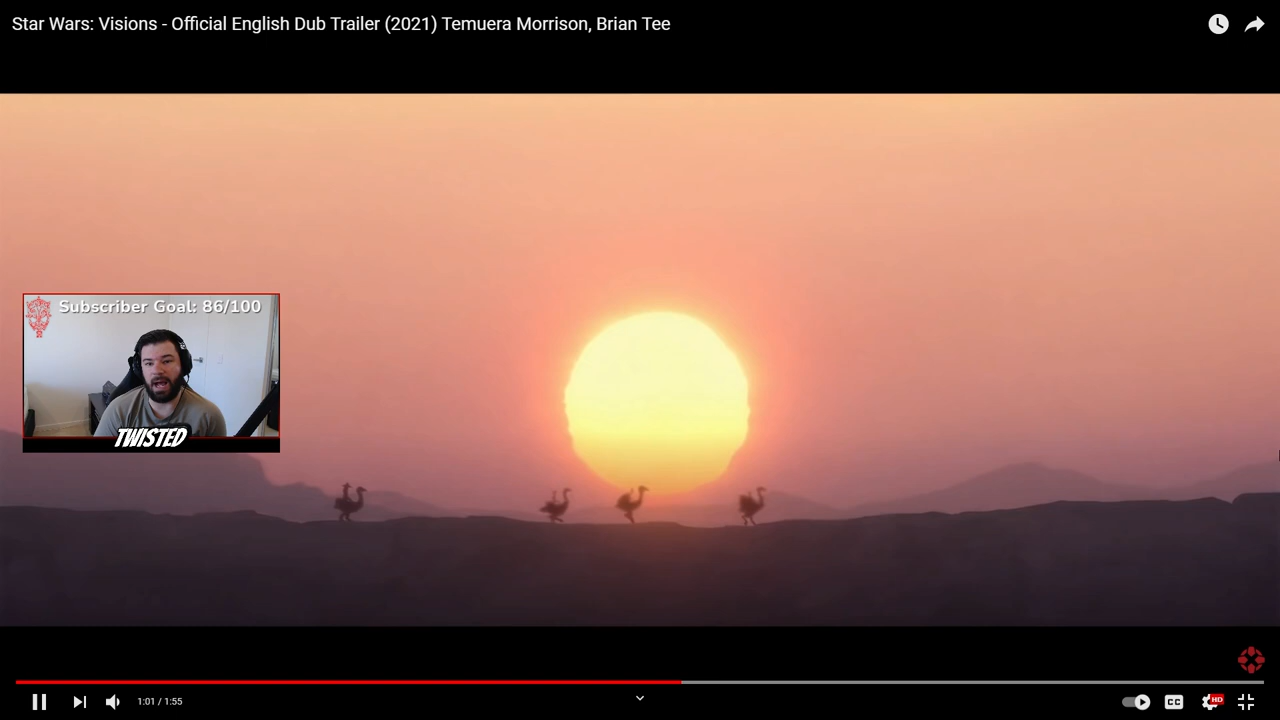 Star Wars: Visions - Official English Dub Trailer (2021) Temuera Morrison, Brian Tee
Subscriber Goal: 86/100
TWISTED
1:01 / 1:55
CC
HD